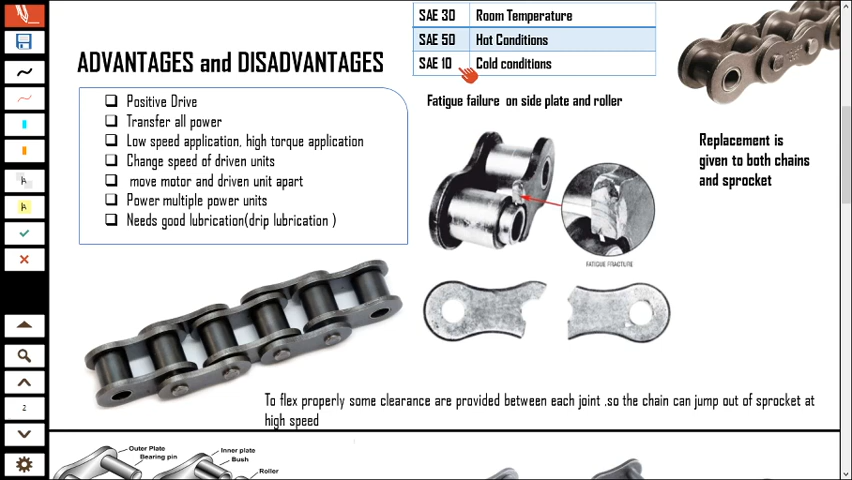 SAE 30 Room Temperature
SAE 50 Hot Conditions
SAE 10 Cold conditions
ADVANTAGES and DISADVANTAGES
Positive Drive
Transfer all power
Low speed application, high torque application
Change speed of driven units
move motor and driven unit apart
Power multiple power units
Needs good lubrication(drip lubrication )
Fatigue failure on side plate and roller
FATIGUE FRACTURE
Replacement is
given to both chains
and sprocket
To flex properly some clearance are provided between each joint .so the chain can jump out of sprocket at
high speed
2
Outer Plate
Bearing pin
Inner plate
Bush
Roller